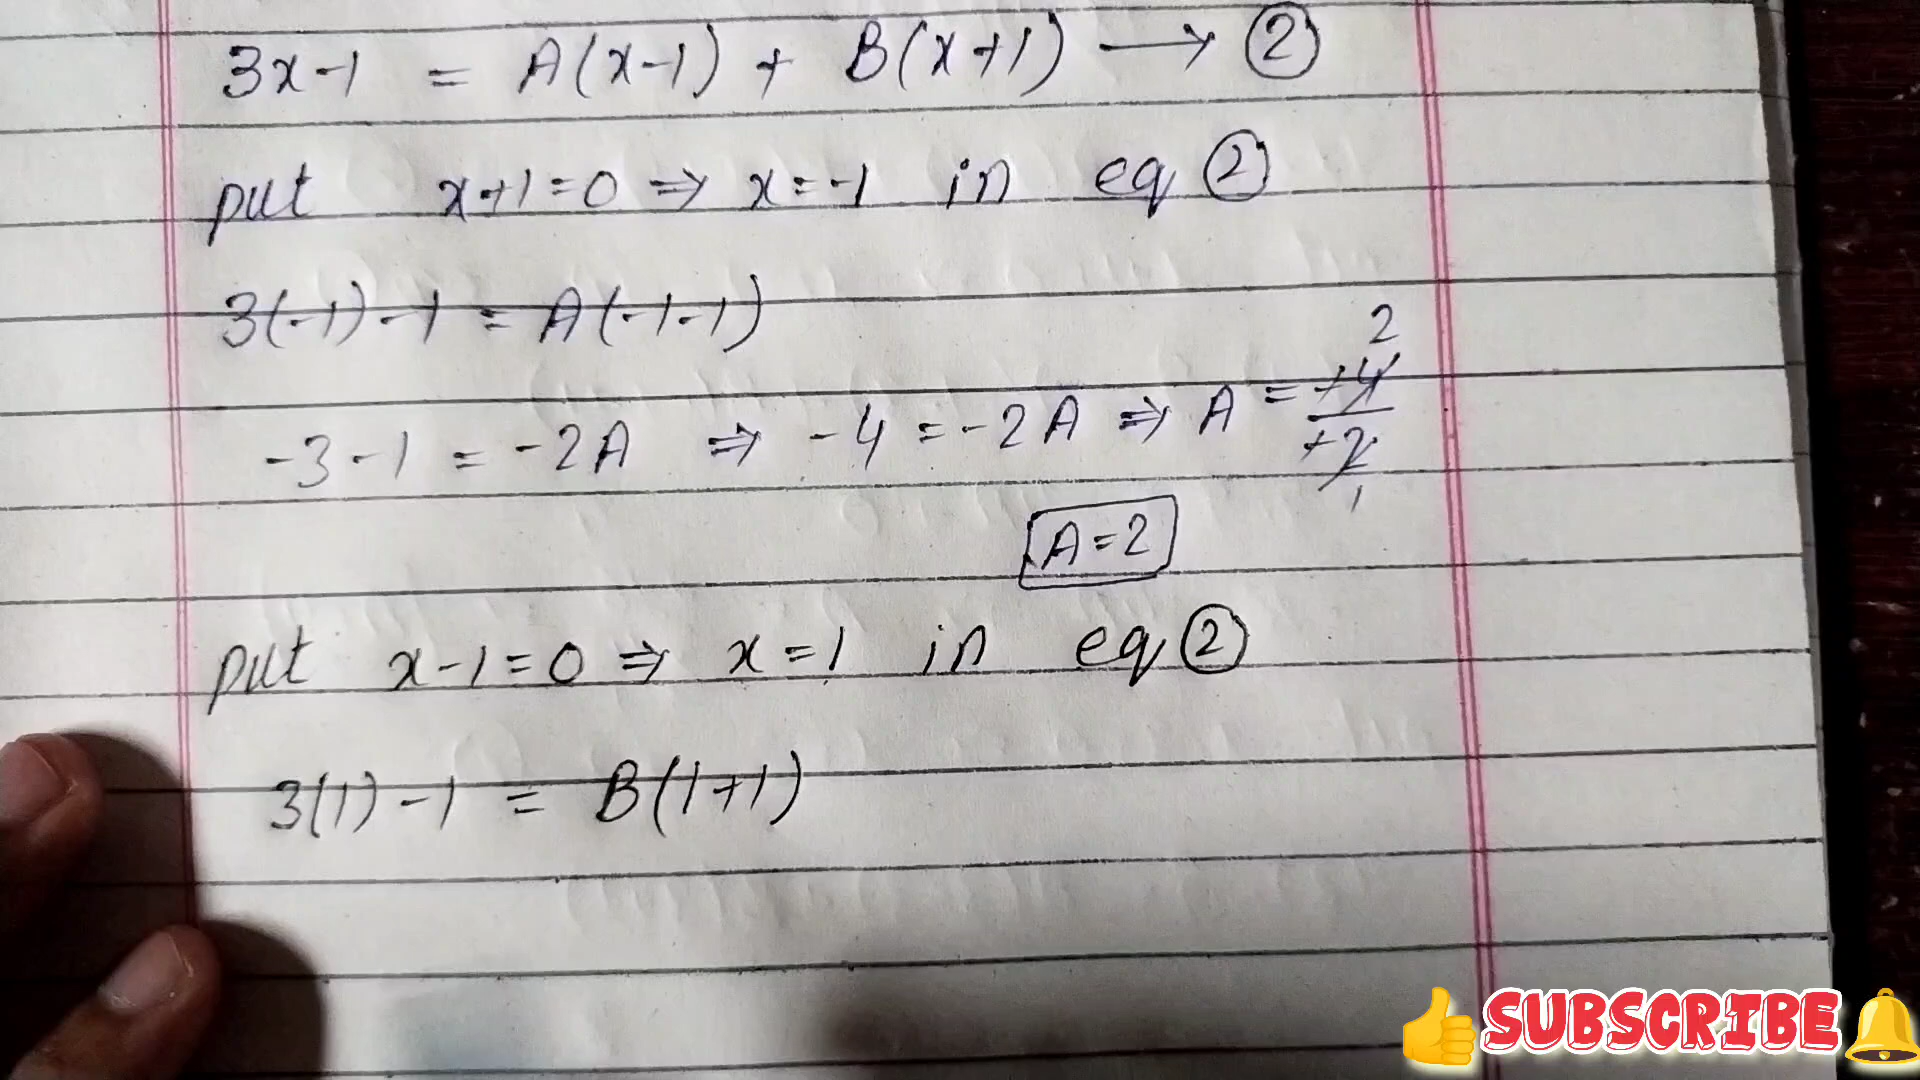 3x-1 = A(x-1) + B(x+1) → ②
put x+1=0 ⇒ x=-1 in eq ②
3(-1)-1 = A(-1-1)
-3-1 = -2A ⇒ -4 = -2A ⇒ A = +4/+2 2 1
A=2
put x-1=0 ⇒ x=1 in eq ②
3(1)-1 = B(1+1)
SUBSCRIBE